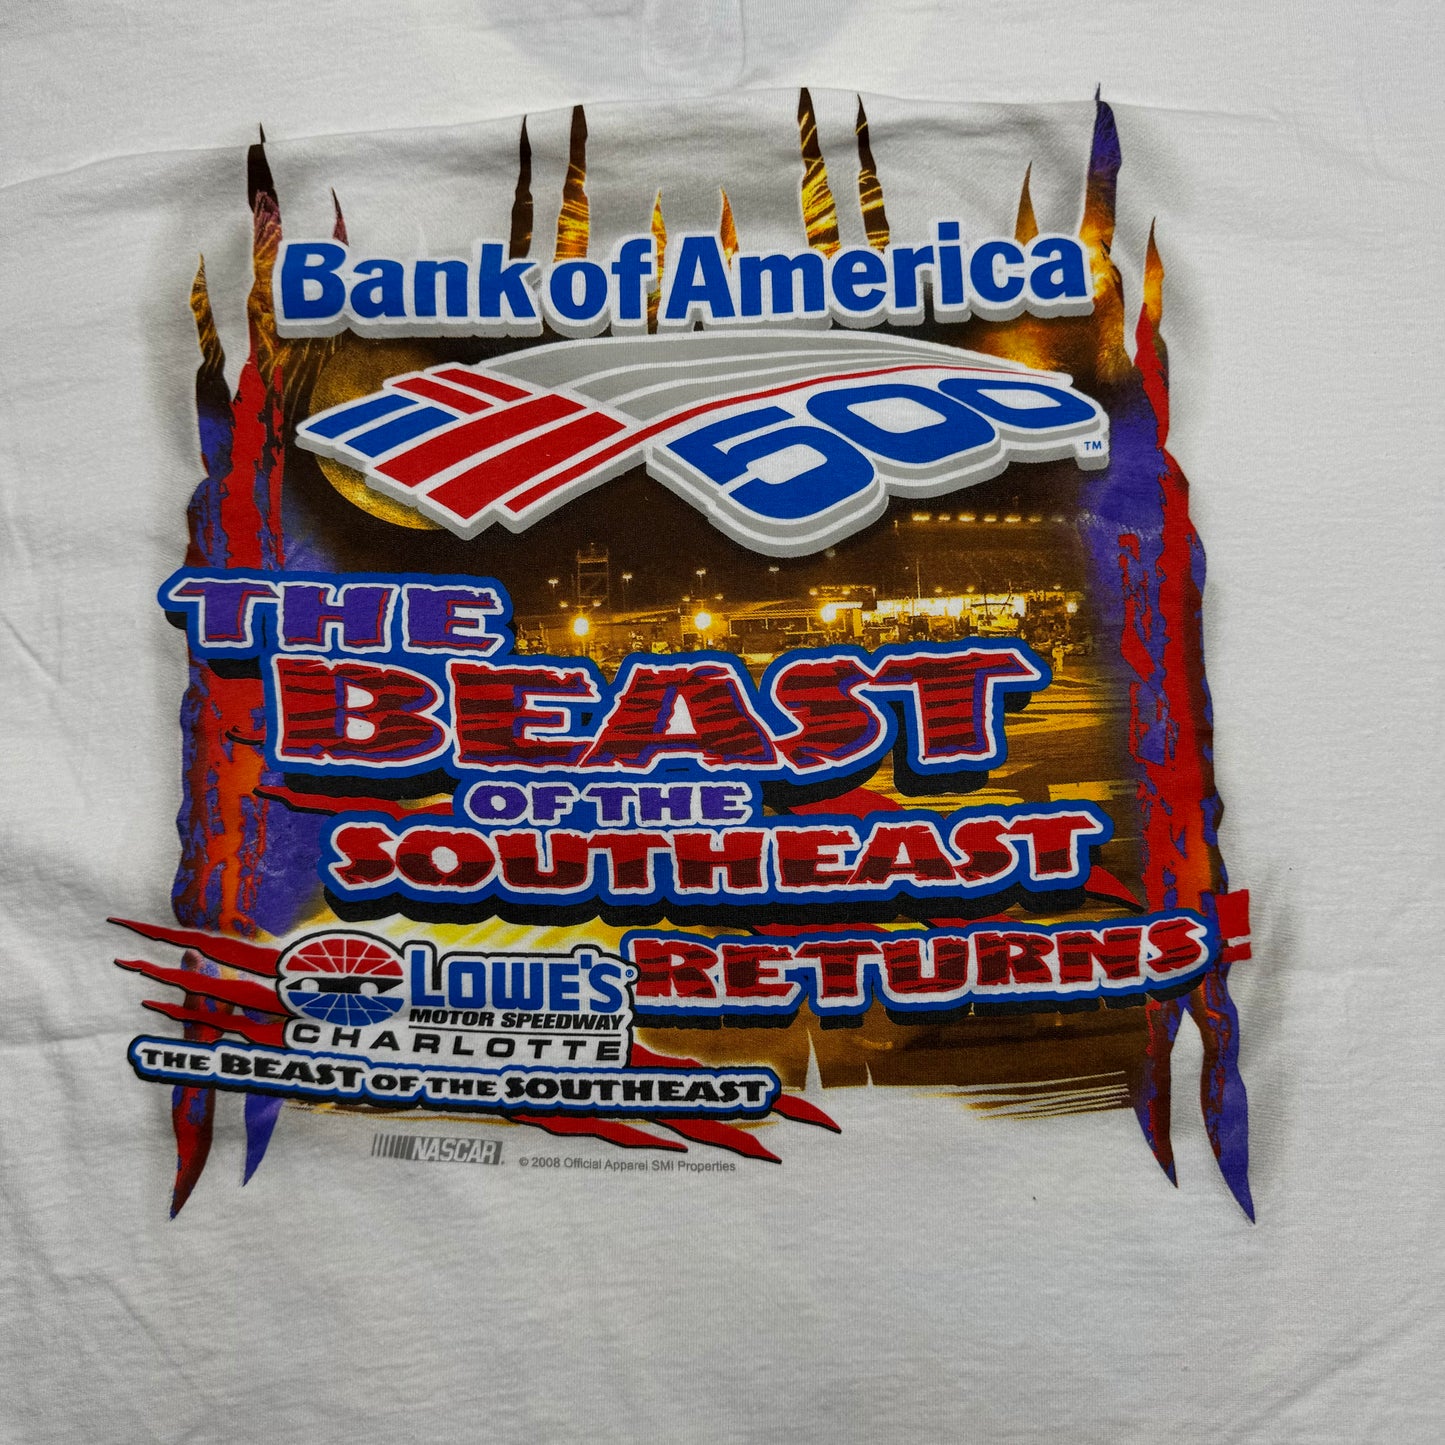 Bank of America
500 ™
THE
BEAST
OF THE
SOUTHEAST
RETURNS!
LOWE'S®
MOTOR SPEEDWAY
CHARLOTTE
THE BEAST OF THE SOUTHEAST
NASCAR. © 2008 Official Apparel SMI Properties